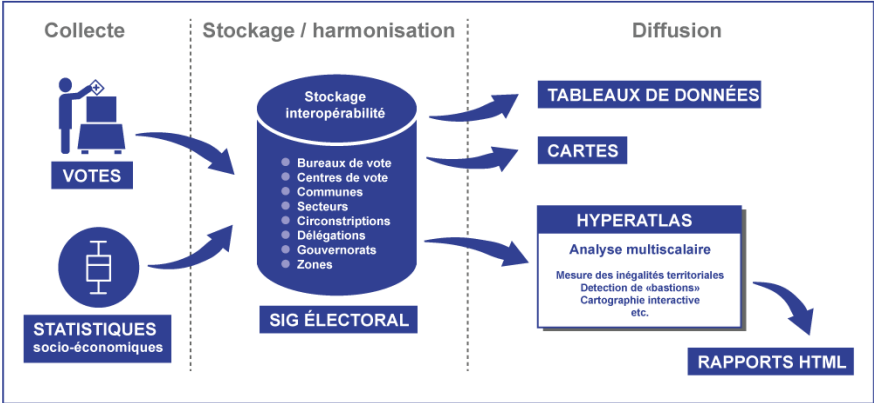 Collecte
Stockage / harmonisation
Diffusion
VOTES
STATISTIQUES
socio-économiques
Stockage
interopérabilité
Bureaux de vote
Centres de vote
Communes
Secteurs
Circonstriptions
Délégations
Gouvernorats
Zones
SIG ÉLECTORAL
TABLEAUX DE DONNÉES
CARTES
HYPERATLAS
Analyse multiscalaire
Mesure des inégalités territoriales
Detection de «bastions»
Cartographie interactive
etc.
RAPPORTS HTML